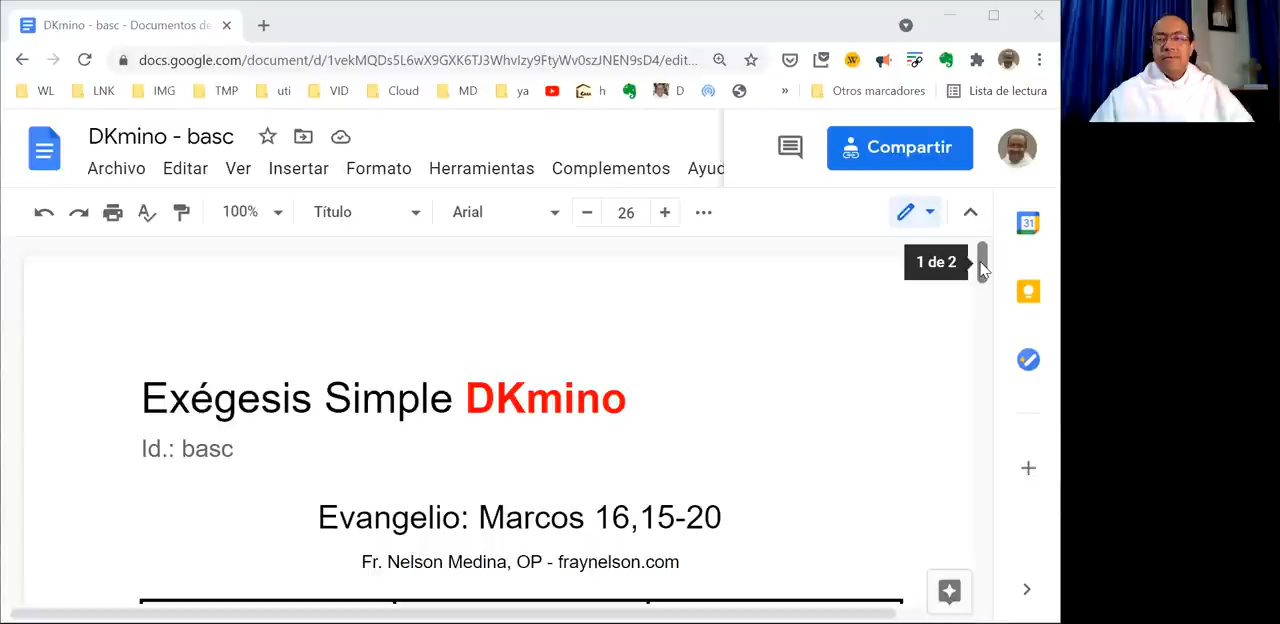 DKmino - basc - Documentos de
docs.google.com/document/d/1vekMQDs5L6wX9GXK6TJ3WhvIzy9FtyWv0szJNEN9sD4/edit...
WL LNK IMG TMP uti VID Cloud MD ya h D » Otros marcadores Lista de lectura
DKmino - basc
Compartir
Archivo Editar Ver Insertar Formato Herramientas Complementos Ayud
100% Título Arial 26
31
1 de 2
Exégesis Simple DKmino
Id.: basc
Evangelio: Marcos 16,15-20
Fr. Nelson Medina, OP - fraynelson.com